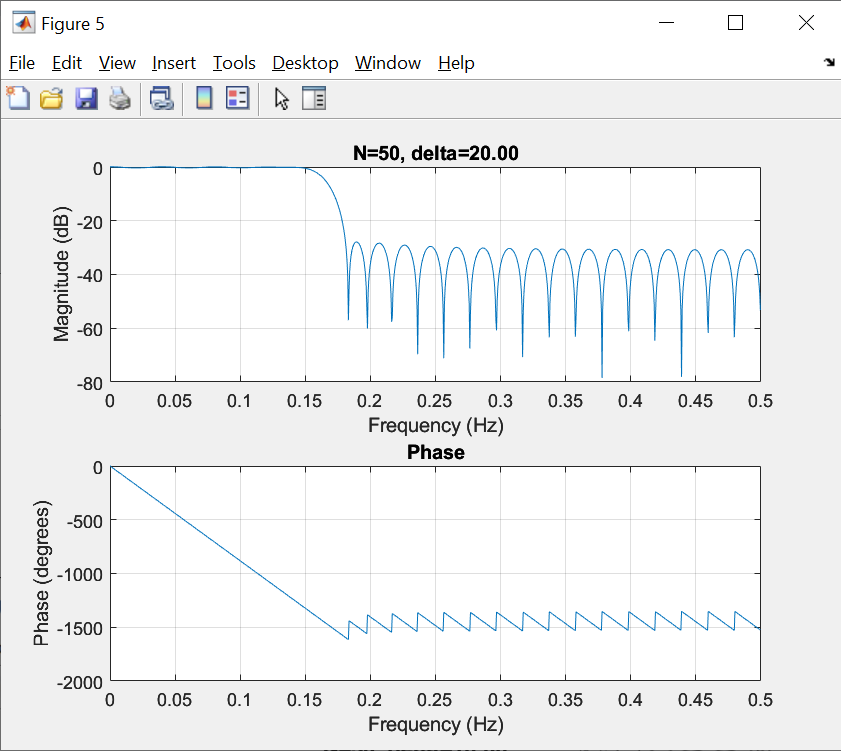 Figure 5
File Edit View Insert Tools Desktop Window Help
N=50, delta=20.00
Magnitude (dB)
0
-20
-40
-60
-80
0 0.05 0.1 0.15 0.2 0.25 0.3 0.35 0.4 0.45 0.5
Frequency (Hz)
Phase
Phase (degrees)
0
-500
-1000
-1500
-2000
0 0.05 0.1 0.15 0.2 0.25 0.3 0.35 0.4 0.45 0.5
Frequency (Hz)